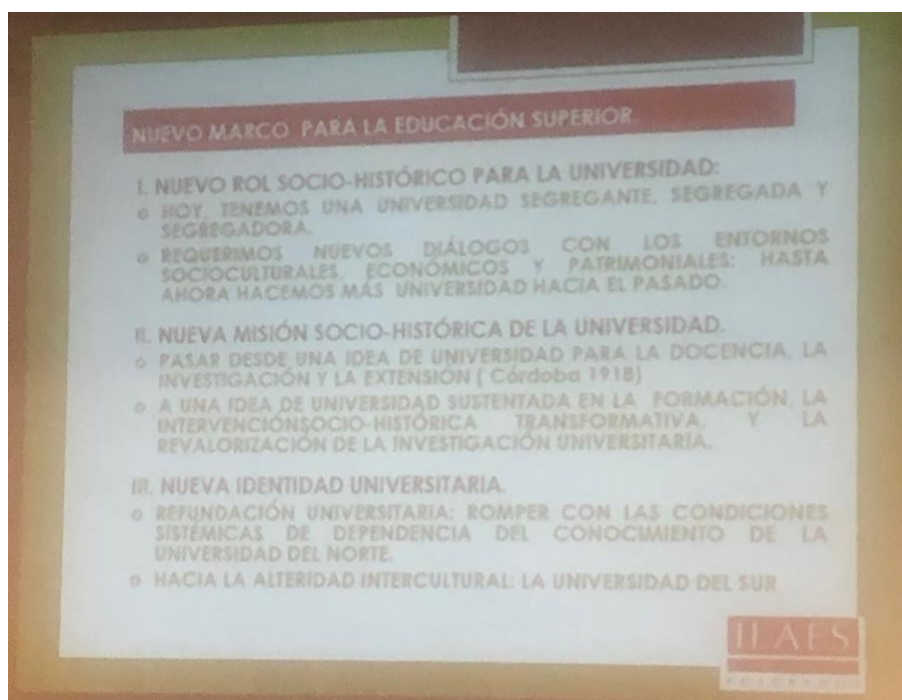 NUEVO MARCO PARA LA EDUCACIÓN SUPERIOR.
I. NUEVO ROL SOCIO-HISTÓRICO PARA LA UNIVERSIDAD:
HOY, TENEMOS UNA UNIVERSIDAD SEGREGANTE, SEGREGADA Y
SEGREGADORA.
REQUERIMOS NUEVOS DIÁLOGOS CON LOS ENTORNOS
SOCIOCULTURALES, ECONÓMICOS Y PATRIMONIALES: HASTA
AHORA HACEMOS MÁS UNIVERSIDAD HACIA EL PASADO.
II. NUEVA MISIÓN SOCIO-HISTÓRICA DE LA UNIVERSIDAD.
PASAR DESDE UNA IDEA DE UNIVERSIDAD PARA LA DOCENCIA, LA
INVESTIGACIÓN Y LA EXTENSIÓN ( Córdoba 1918)
A UNA IDEA DE UNIVERSIDAD SUSTENTADA EN LA FORMACIÓN, LA
INTERVENCIÓNSOCIO-HISTÓRICA TRANSFORMATIVA, Y LA
REVALORIZACIÓN DE LA INVESTIGACIÓN UNIVERSITARIA.
III. NUEVA IDENTIDAD UNIVERSITARIA.
REFUNDACIÓN UNIVERSITARIA: ROMPER CON LAS CONDICIONES
SISTÉMICAS DE DEPENDENCIA DEL CONOCIMIENTO DE LA
UNIVERSIDAD DEL NORTE.
HACIA LA ALTERIDAD INTERCULTURAL: LA UNIVERSIDAD DEL SUR
ILAES